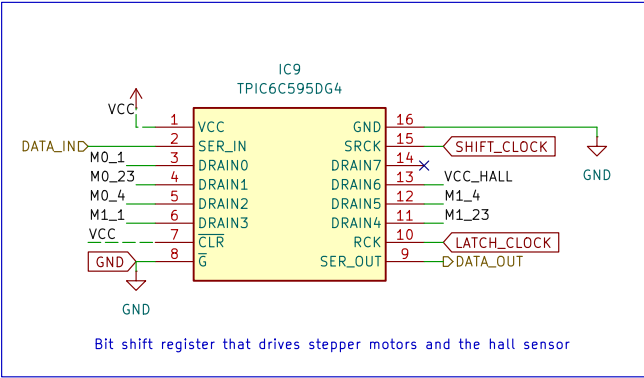 IC9
TPIC6C595DG4
VCC
1 VCC GND 16
DATA_IN 2 SER_IN SRCK 15 SHIFT_CLOCK
M0_1 3 DRAIN0 DRAIN7 14
M0_23 4 DRAIN1 DRAIN6 13 VCC_HALL
M0_4 5 DRAIN2 DRAIN5 12 M1_4
M1_1 6 DRAIN3 DRAIN4 11 M1_23
VCC 7 CLR RCK 10 LATCH_CLOCK
GND 8 G SER_OUT 9 DATA_OUT
GND
GND
Bit shift register that drives stepper motors and the hall sensor